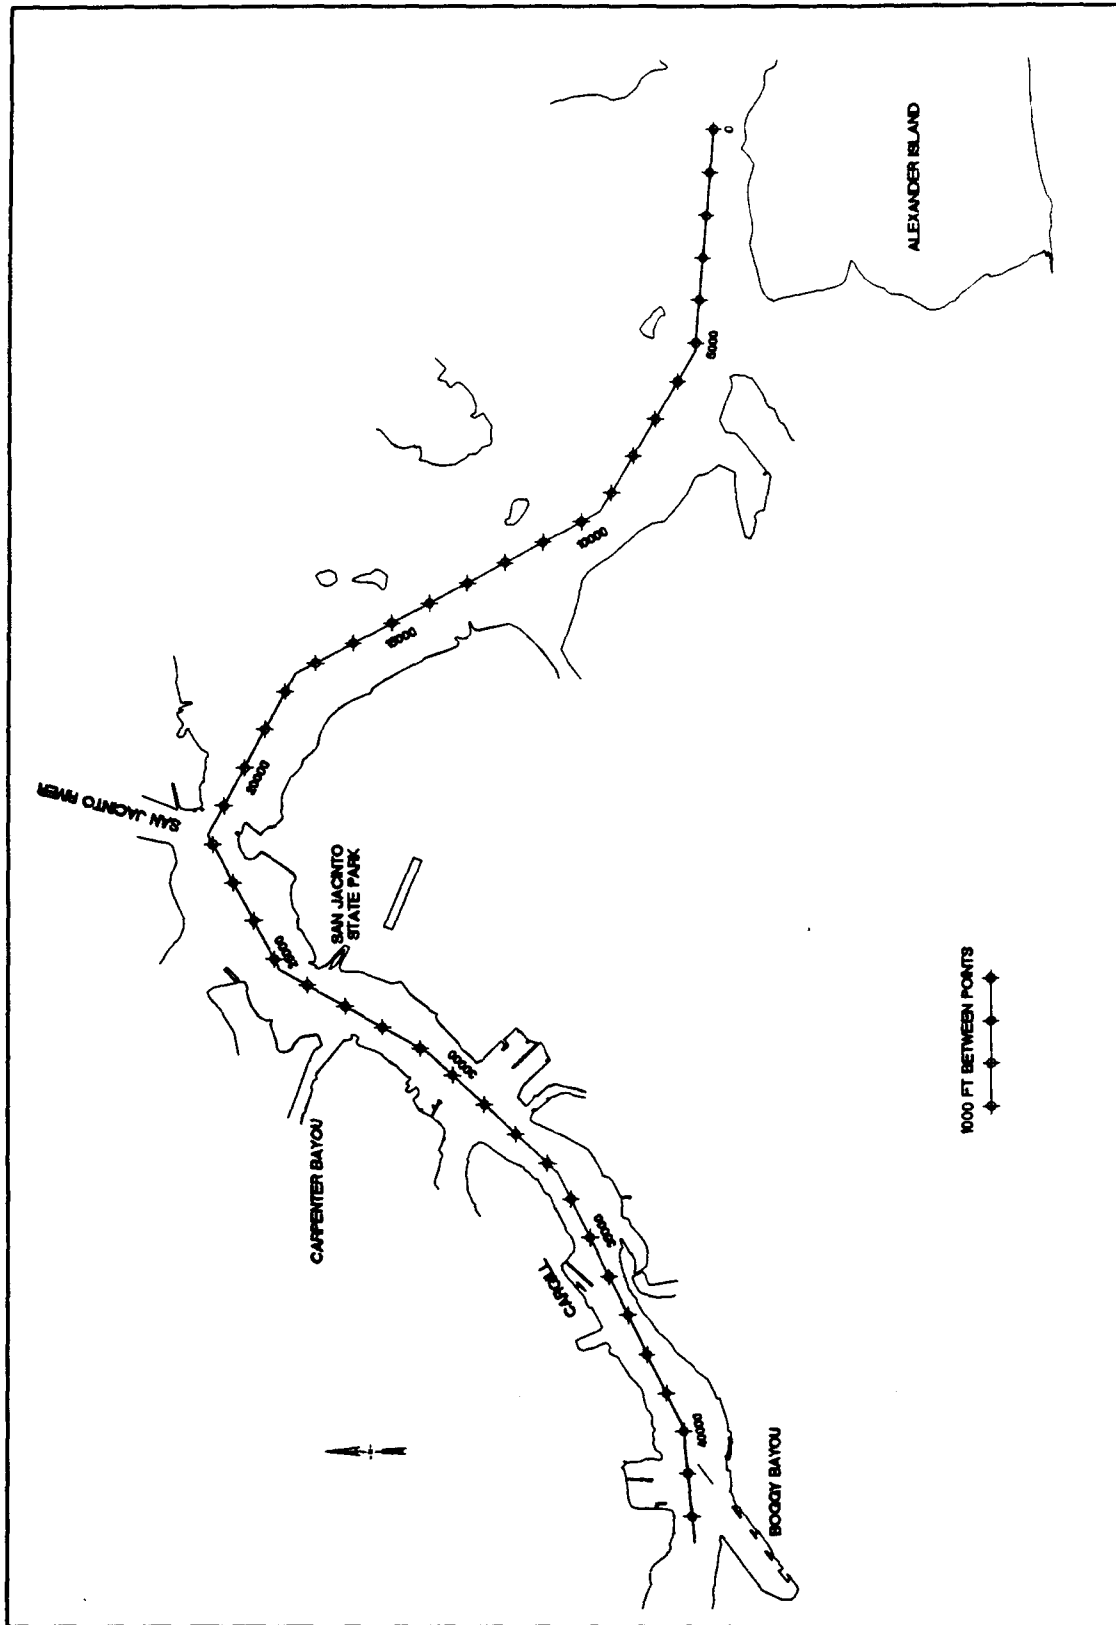 SAN JACINTO RIVER
ALEXANDER ISLAND
0
5000
10000
15000
20000
25000
SAN JACINTO
STATE PARK
30000
CARPENTER BAYOU
35000
CARGILL
40000
BOGGY BAYOU
1000 FT BETWEEN POINTS